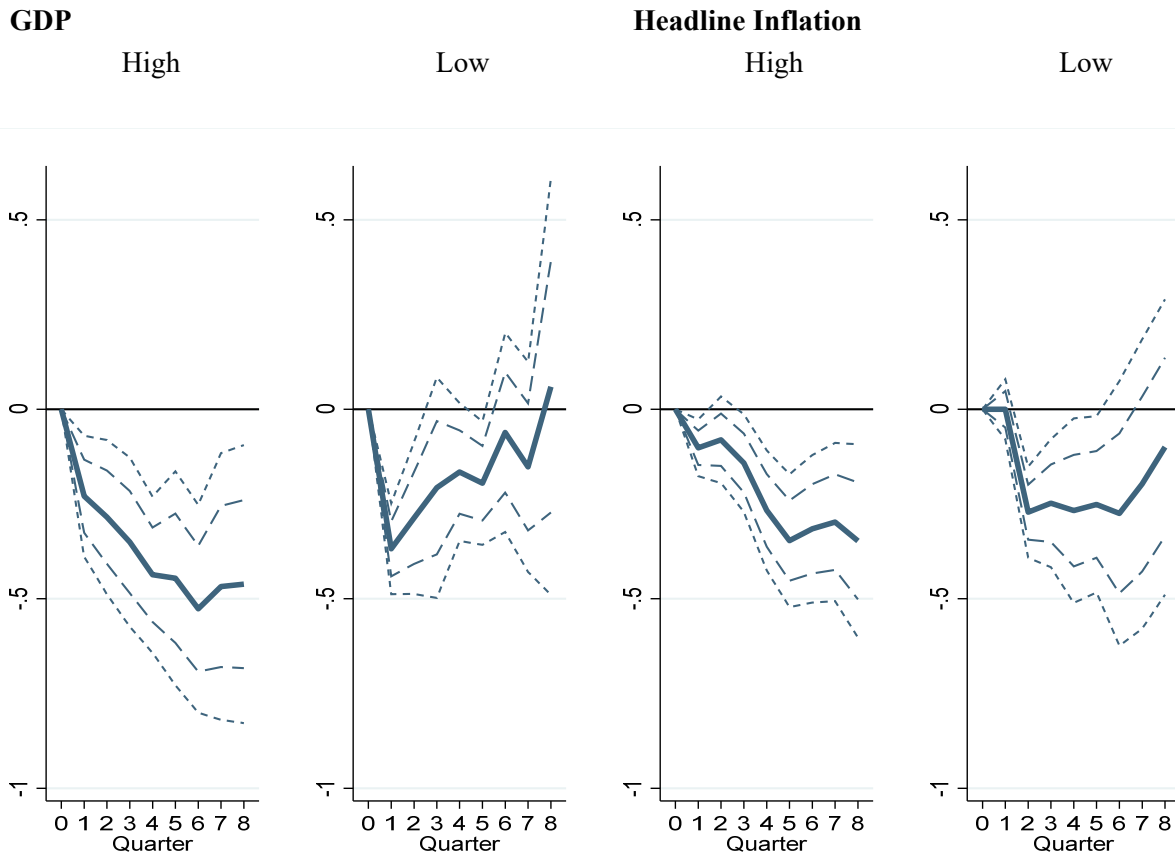 GDP Headline Inflation
High Low High Low
.5 .5 .5 .5
0 0 0 0
-.5 -.5 -.5 -.5
-1 -1 -1 -1
0 1 2 3 4 5 6 7 8 0 1 2 3 4 5 6 7 8 0 1 2 3 4 5 6 7 8 0 1 2 3 4 5 6 7 8
Quarter Quarter Quarter Quarter